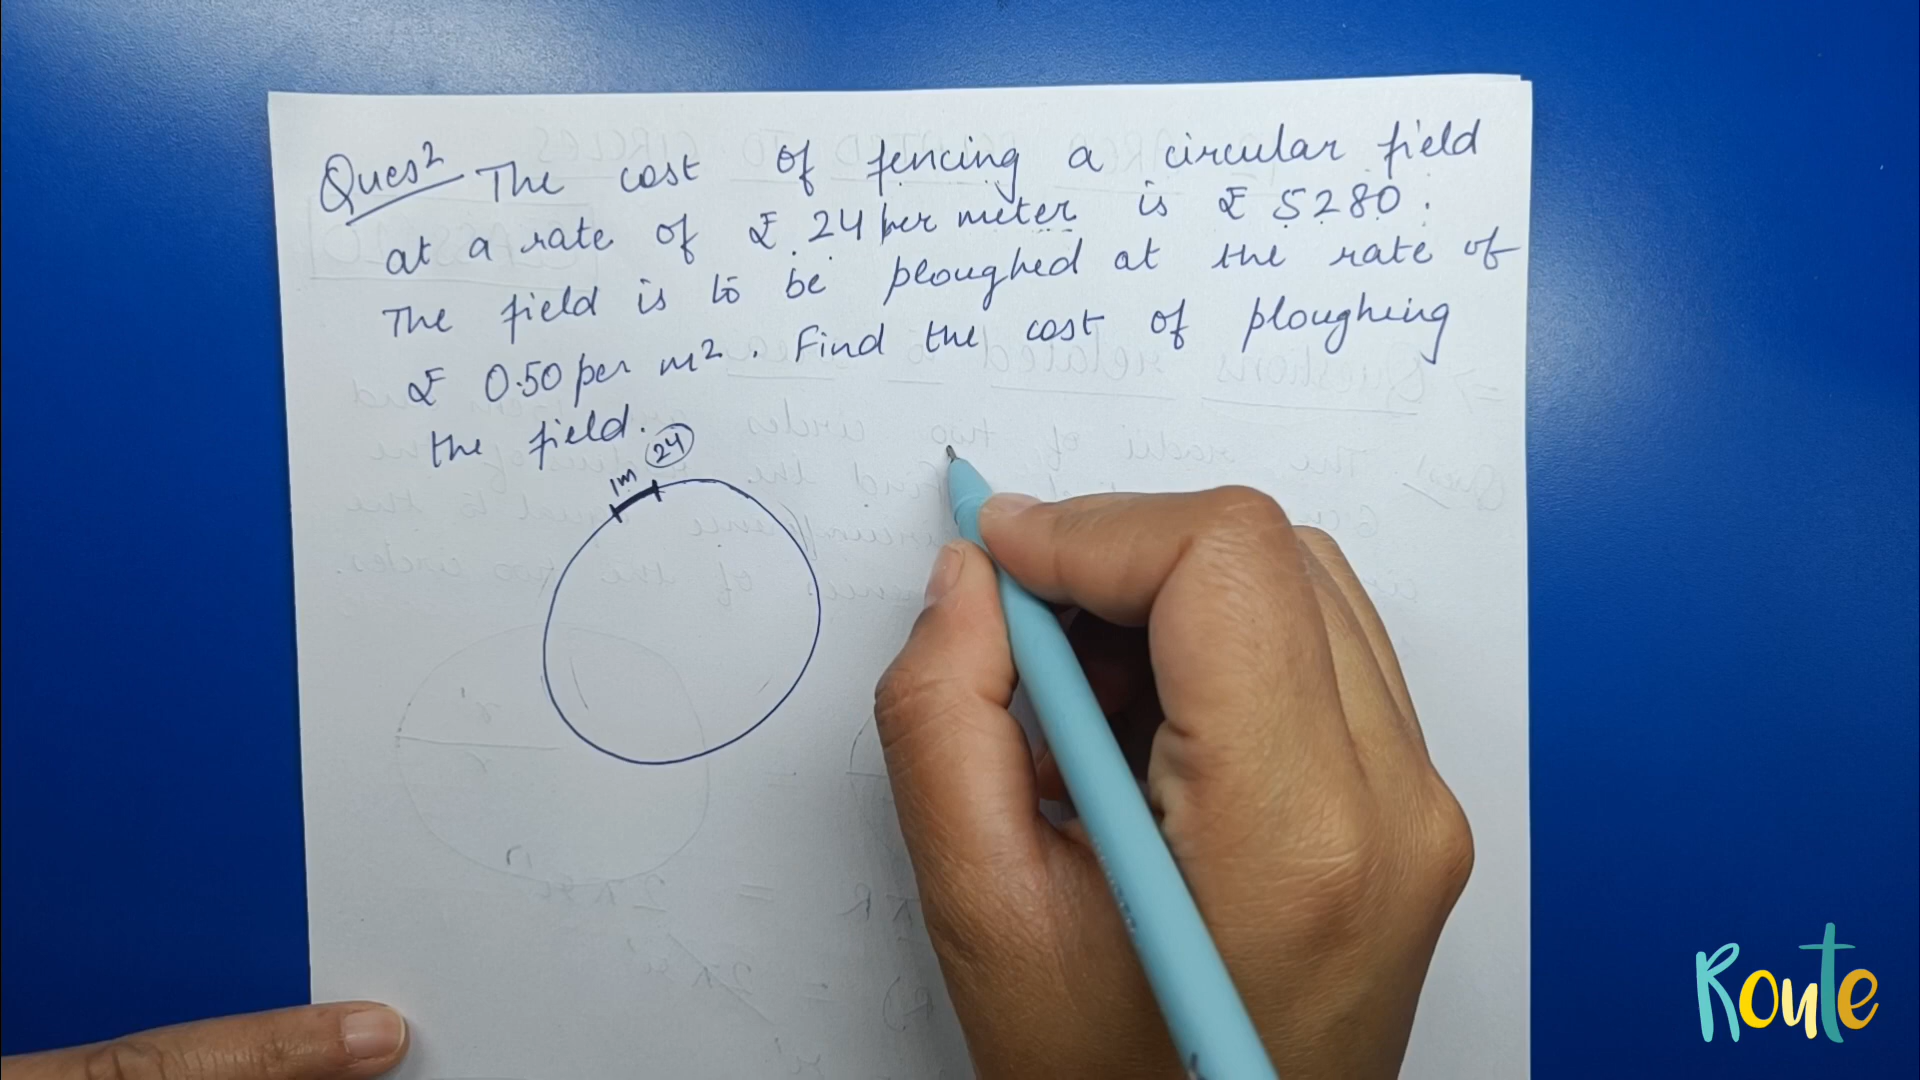 Ques2 The cost of fencing a circular field
at a rate of ₹ 24 per meter is ₹ 5280.
The field is to be ploughed at the rate of
₹ 0.50 per m². Find the cost of ploughing
the field.
24
1m
Route